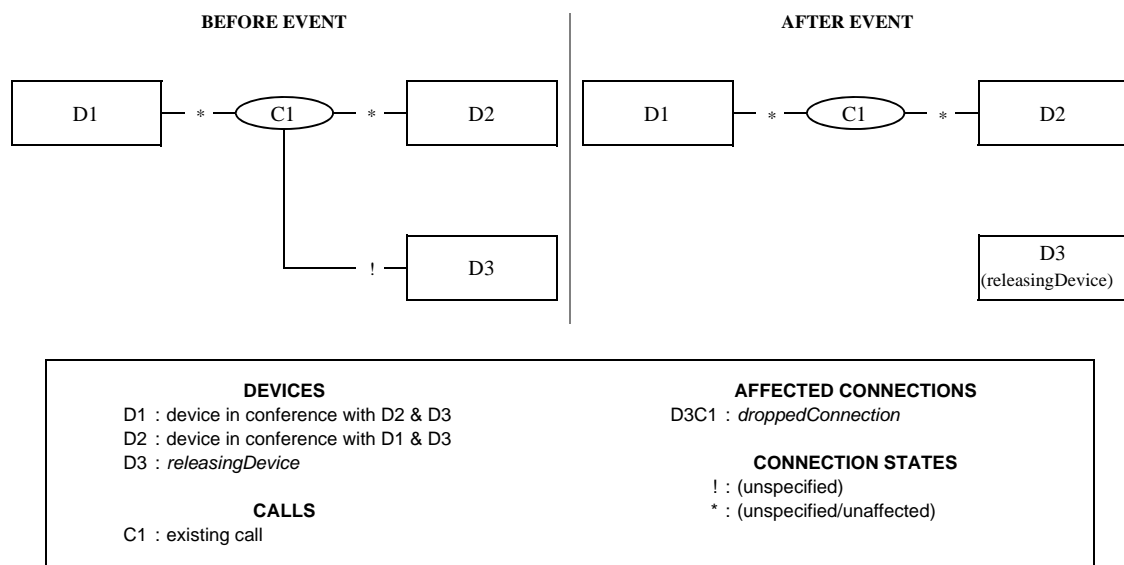 BEFORE EVENT
AFTER EVENT
D1 * C1 * D2
D1 * C1 * D2
! D3
D3
(releasingDevice)
DEVICES
D1 : device in conference with D2 & D3
D2 : device in conference with D1 & D3
D3 : releasingDevice
CALLS
C1 : existing call
AFFECTED CONNECTIONS
D3C1 : droppedConnection
CONNECTION STATES
! : (unspecified)
* : (unspecified/unaffected)